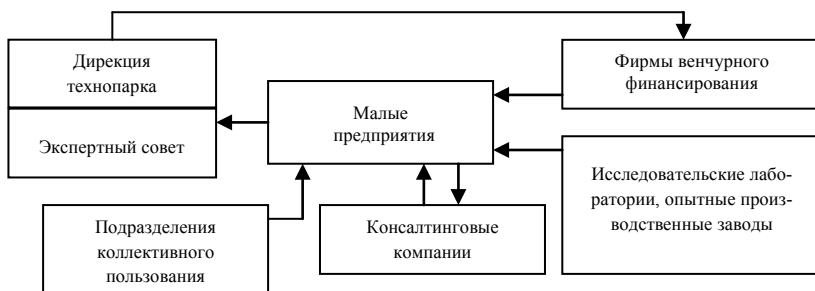 Дирекция
технопарка
Экспертный совет
Малые
предприятия
Фирмы венчурного
финансирования
Исследовательские лабо-
ратории, опытные произ-
водственные заводы
Подразделения
коллективного
пользования
Консалтинговые
компании